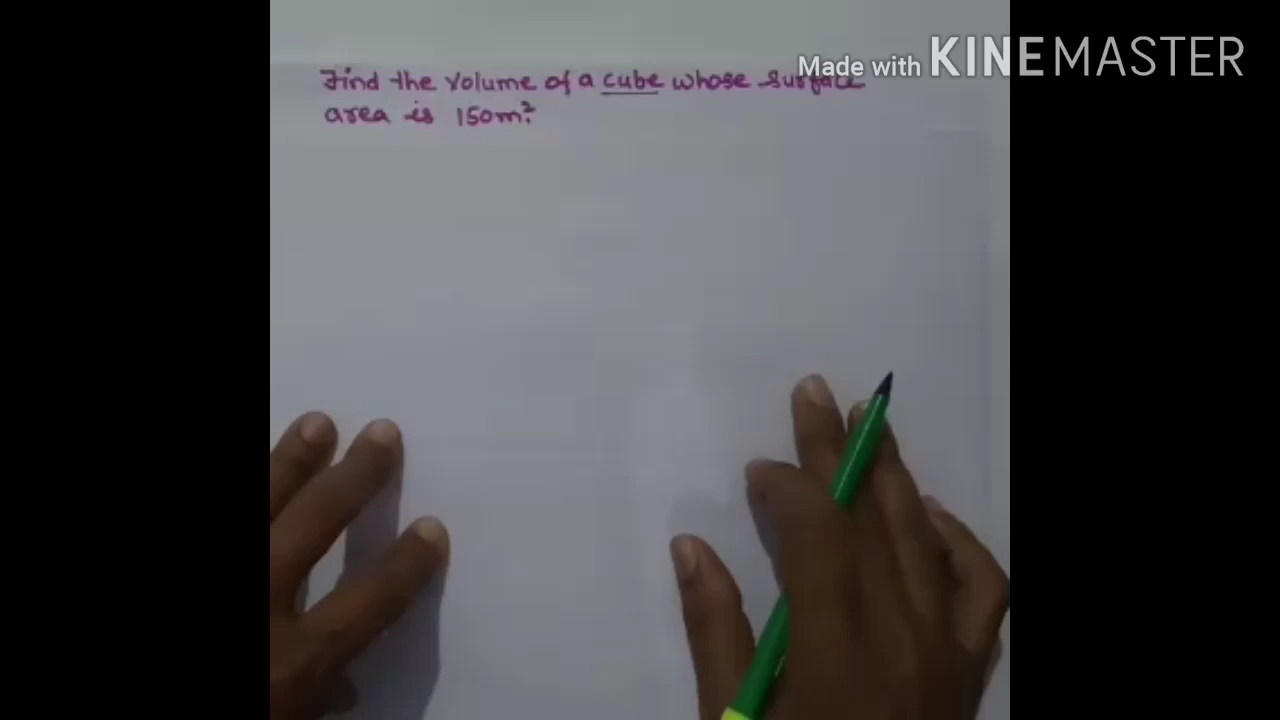 Made with KINEMASTER
Find the volume of a cube whose surface
area is 150m².